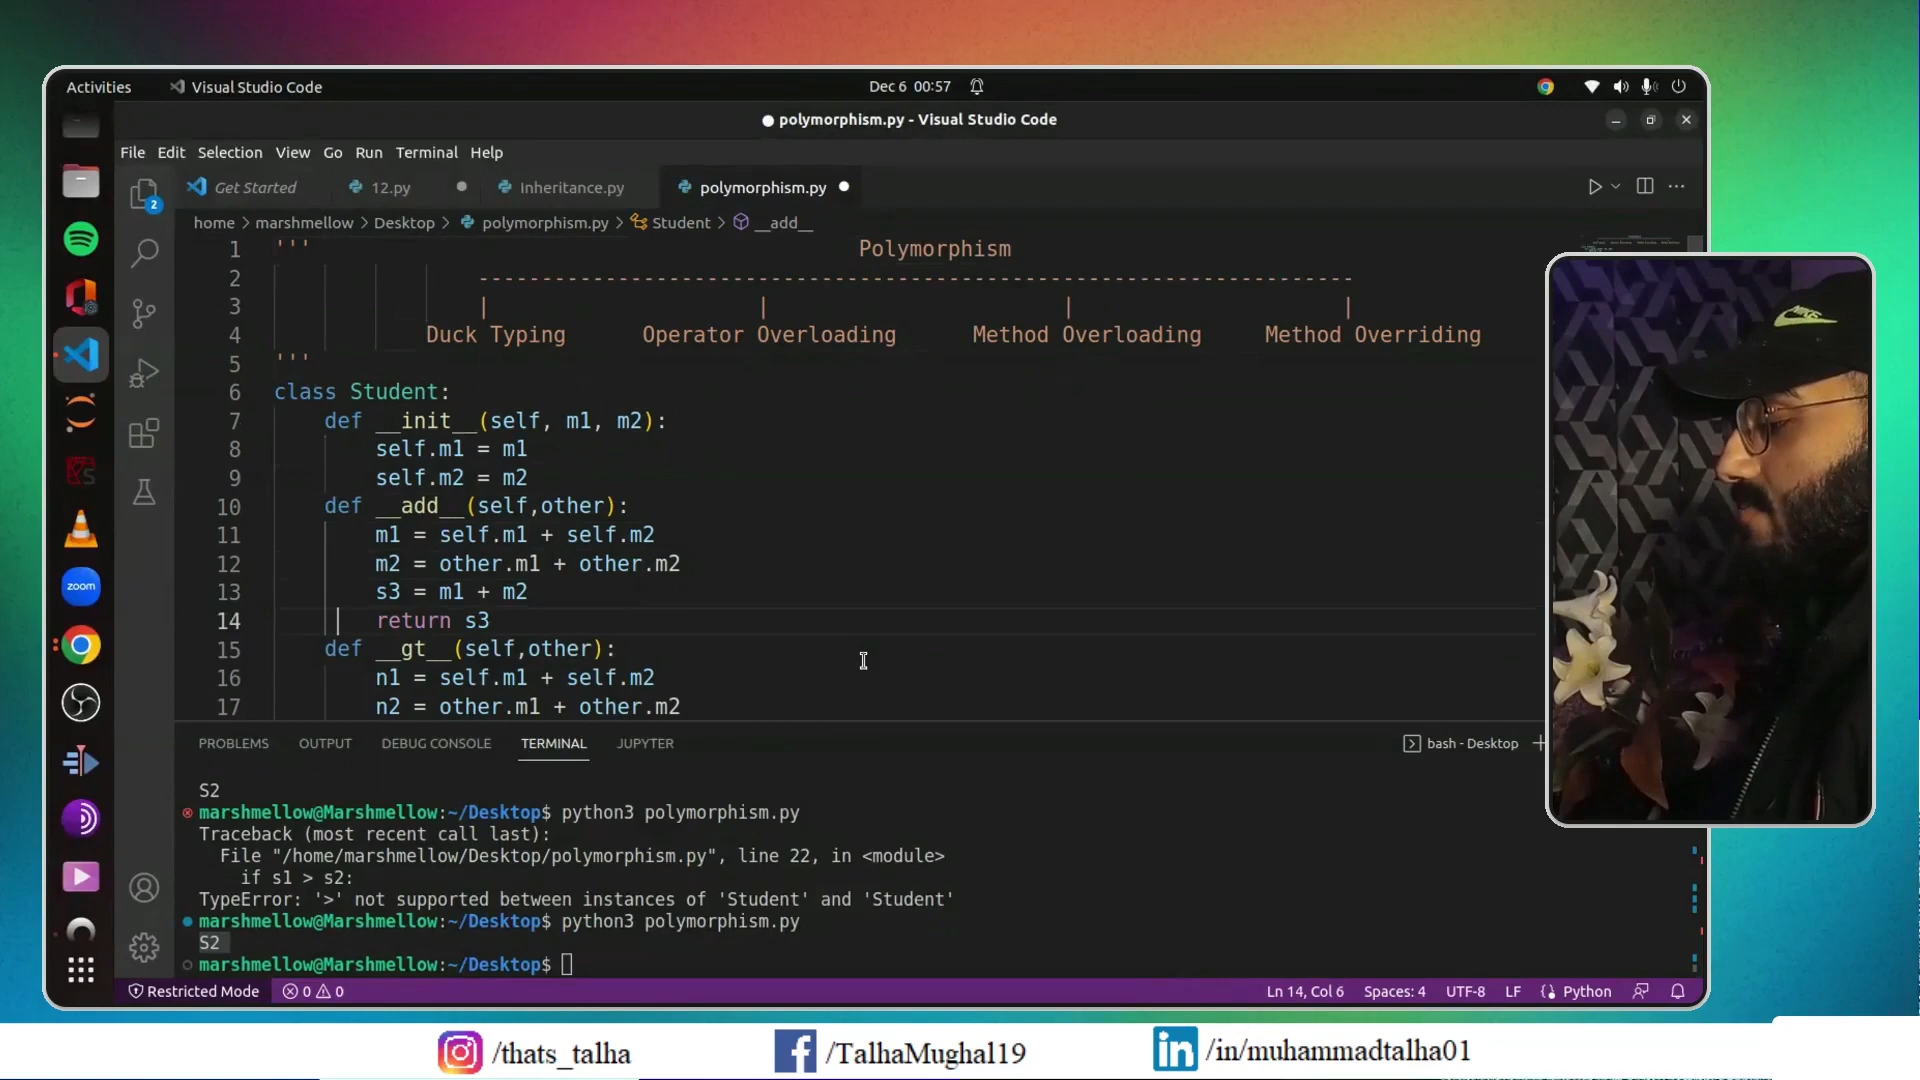 Activities
Visual Studio Code
Dec 6 00:57
polymorphism.py - Visual Studio Code
File Edit Selection View Go Run Terminal Help
Get Started
12.py
Inheritance.py
polymorphism.py
2
home > marshmellow > Desktop > polymorphism.py > Student > __add__
1 ''' Polymorphism
2 --------------------------------------------------------------------
3 | | | |
4 Duck Typing Operator Overloading Method Overloading Method Overriding
5 '''
6 class Student:
7 def __init__(self, m1, m2):
8 self.m1 = m1
9 self.m2 = m2
10 def __add__(self,other):
11 m1 = self.m1 + self.m2
12 m2 = other.m1 + other.m2
13 s3 = m1 + m2
14 return s3
15 def __gt__(self,other):
16 n1 = self.m1 + self.m2
17 n2 = other.m1 + other.m2
PROBLEMS OUTPUT DEBUG CONSOLE TERMINAL JUPYTER
bash - Desktop
S2
marshmellow@Marshmellow:~/Desktop$ python3 polymorphism.py
Traceback (most recent call last):
File "/home/marshmellow/Desktop/polymorphism.py", line 22, in <module>
if s1 > s2:
TypeError: '>' not supported between instances of 'Student' and 'Student'
marshmellow@Marshmellow:~/Desktop$ python3 polymorphism.py
S2
marshmellow@Marshmellow:~/Desktop$
zoom
Restricted Mode
0 0
Ln 14, Col 6 Spaces: 4 UTF-8 LF Python
/thats_talha
/TalhaMughal19
in /in/muhammadtalha01